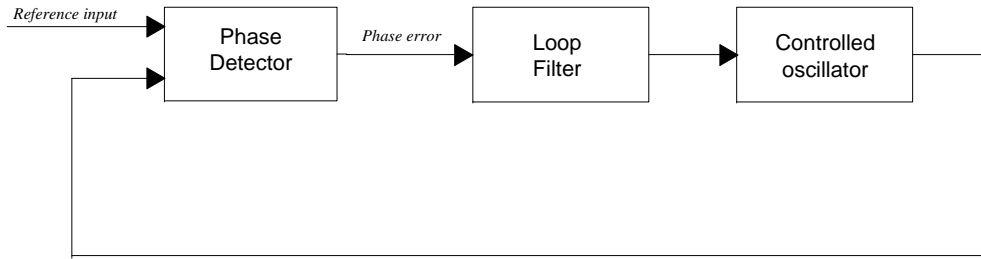 Reference input
Phase
Detector
Phase error
Loop
Filter
Controlled
oscillator